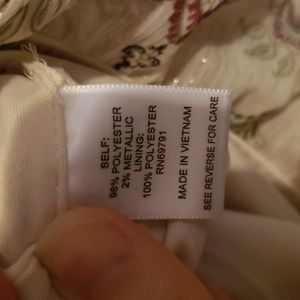 SELF:
98% POLYESTER
2% METALLIC
LINING:
100% POLYESTER
RN69791
MADE IN VIETNAM
SEE REVERSE FOR CARE